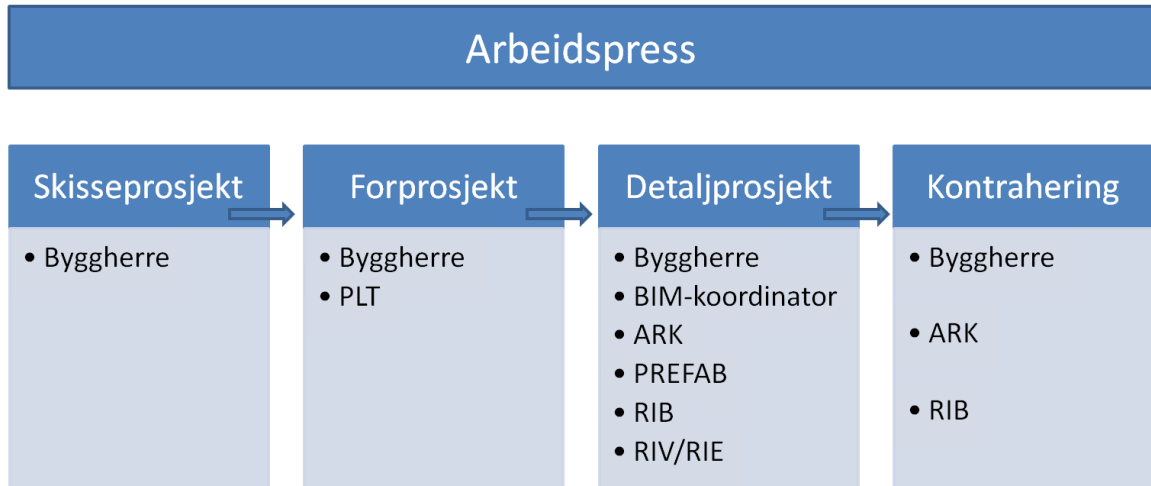 Arbeidspress
Skisseprosjekt
• Byggherre
Forprosjekt
• Byggherre
• PLT
Detaljprosjekt
• Byggherre
• BIM-koordinator
• ARK
• PREFAB
• RIB
• RIV/RIE
Kontrahering
• Byggherre
• ARK
• RIB